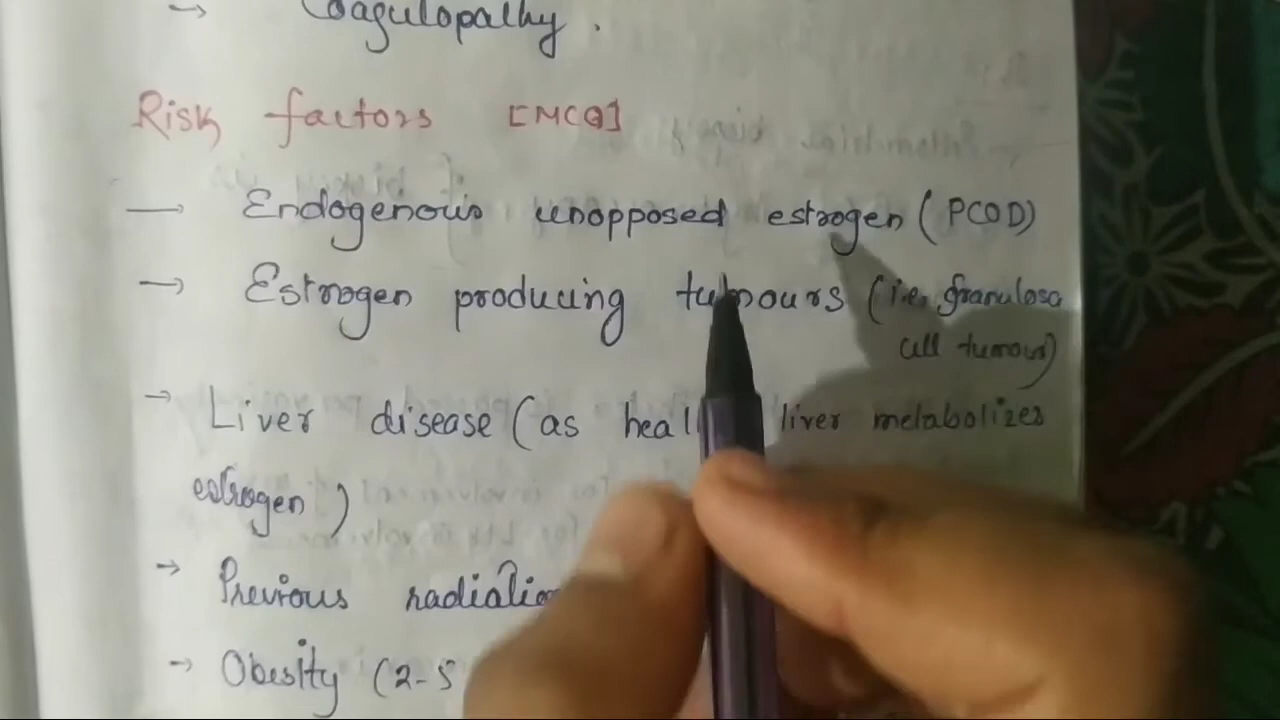 → Coagulopathy.
Risk factors [MCQ]
— Endogenous unopposed estrogen (PCOD)
→ Estrogen producing tumours (i.e. granulosa
cell tumour)
→ Liver disease (as liver metabolizes
estrogen)
→ Previous radiation
→ Obesity (2-5